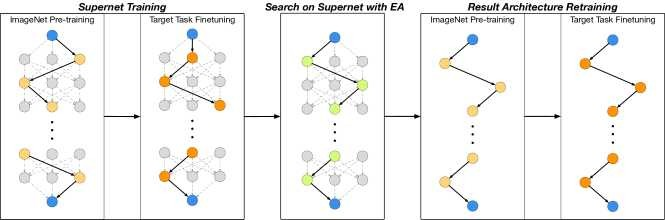 Supernet Training
Search on Supernet with EA
Result Architecture Retraining
ImageNet Pre-training
Target Task Finetuning
ImageNet Pre-training
Target Task Finetuning